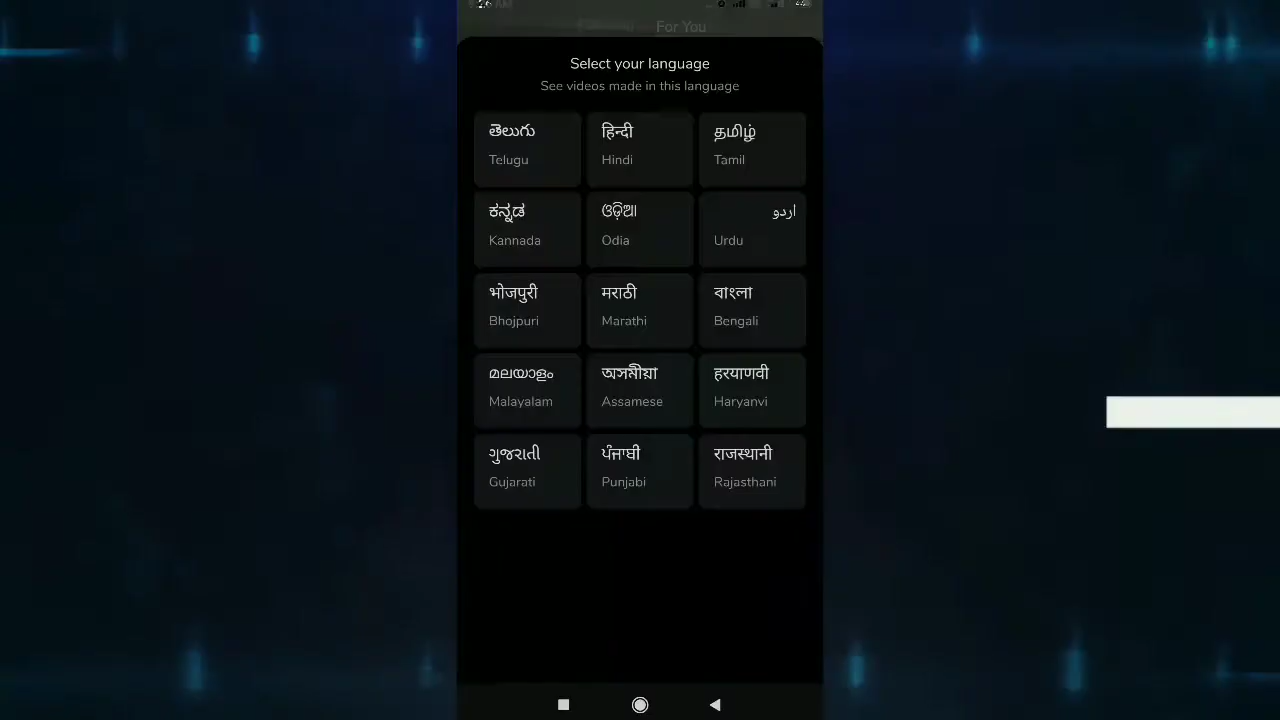 For You
Select your language
See videos made in this language
తెలుగు
Telugu
हिन्दी
Hindi
தமிழ்
Tamil
ಕನ್ನಡ
Kannada
ଓଡ଼ିଆ
Odia
اردو
Urdu
भोजपुरी
Bhojpuri
मराठी
Marathi
বাংলা
Bengali
മലയാളം
Malayalam
অসমীয়া
Assamese
हरयाणवी
Haryanvi
ગુજરાતી
Gujarati
ਪੰਜਾਬੀ
Punjabi
राजस्थानी
Rajasthani